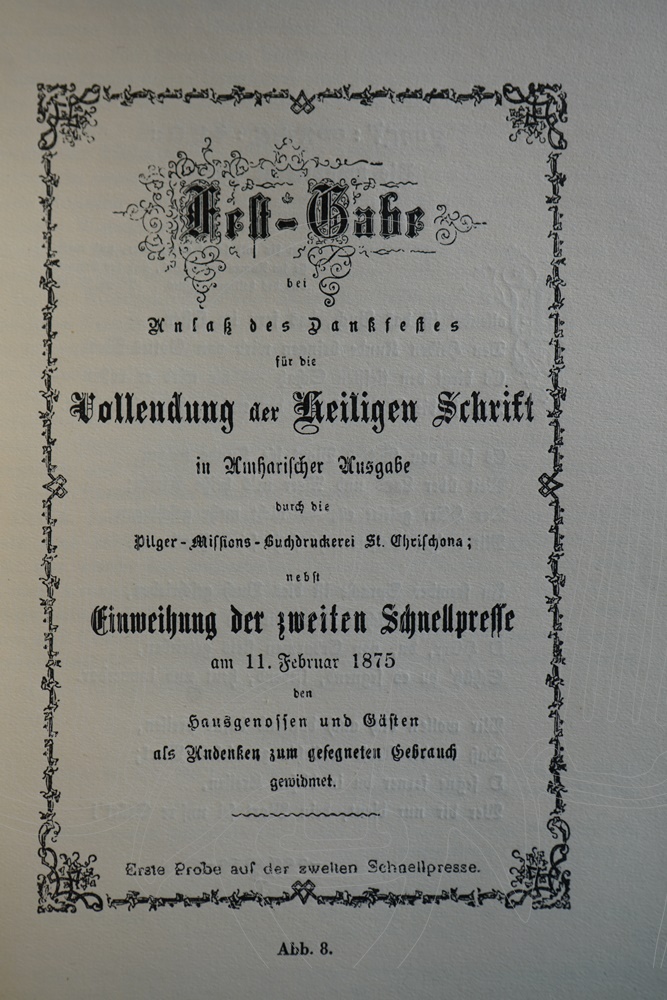 Fest-Gabe
bei
Anlaß des Dankfestes
für die
Vollendung der Heiligen Schrift
in Amharischer Ausgabe
durch die
Pilger-Missions-Buchdruckerei St. Chrischona;
nebst
Einweihung der zweiten Schnellpresse
am 11. Februar 1875
den
Hausgenossen und Gästen
als Andenken zum gesegneten Gebrauch
gewidmet.
Erste Probe auf der zweiten Schnellpresse.
Abb. 8.